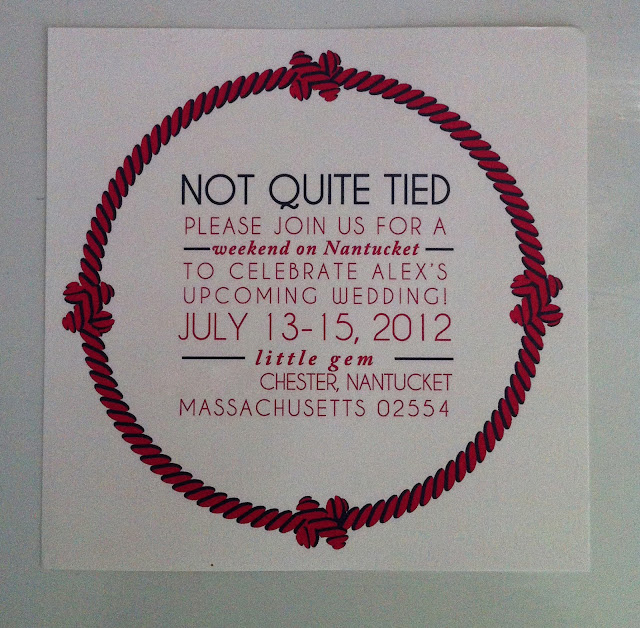 NOT QUITE TIED
PLEASE JOIN US FOR A
weekend on Nantucket
TO CELEBRATE ALEX'S
UPCOMING WEDDING!
JULY 13-15, 2012
little gem
CHESTER, NANTUCKET
MASSACHUSETTS 02554